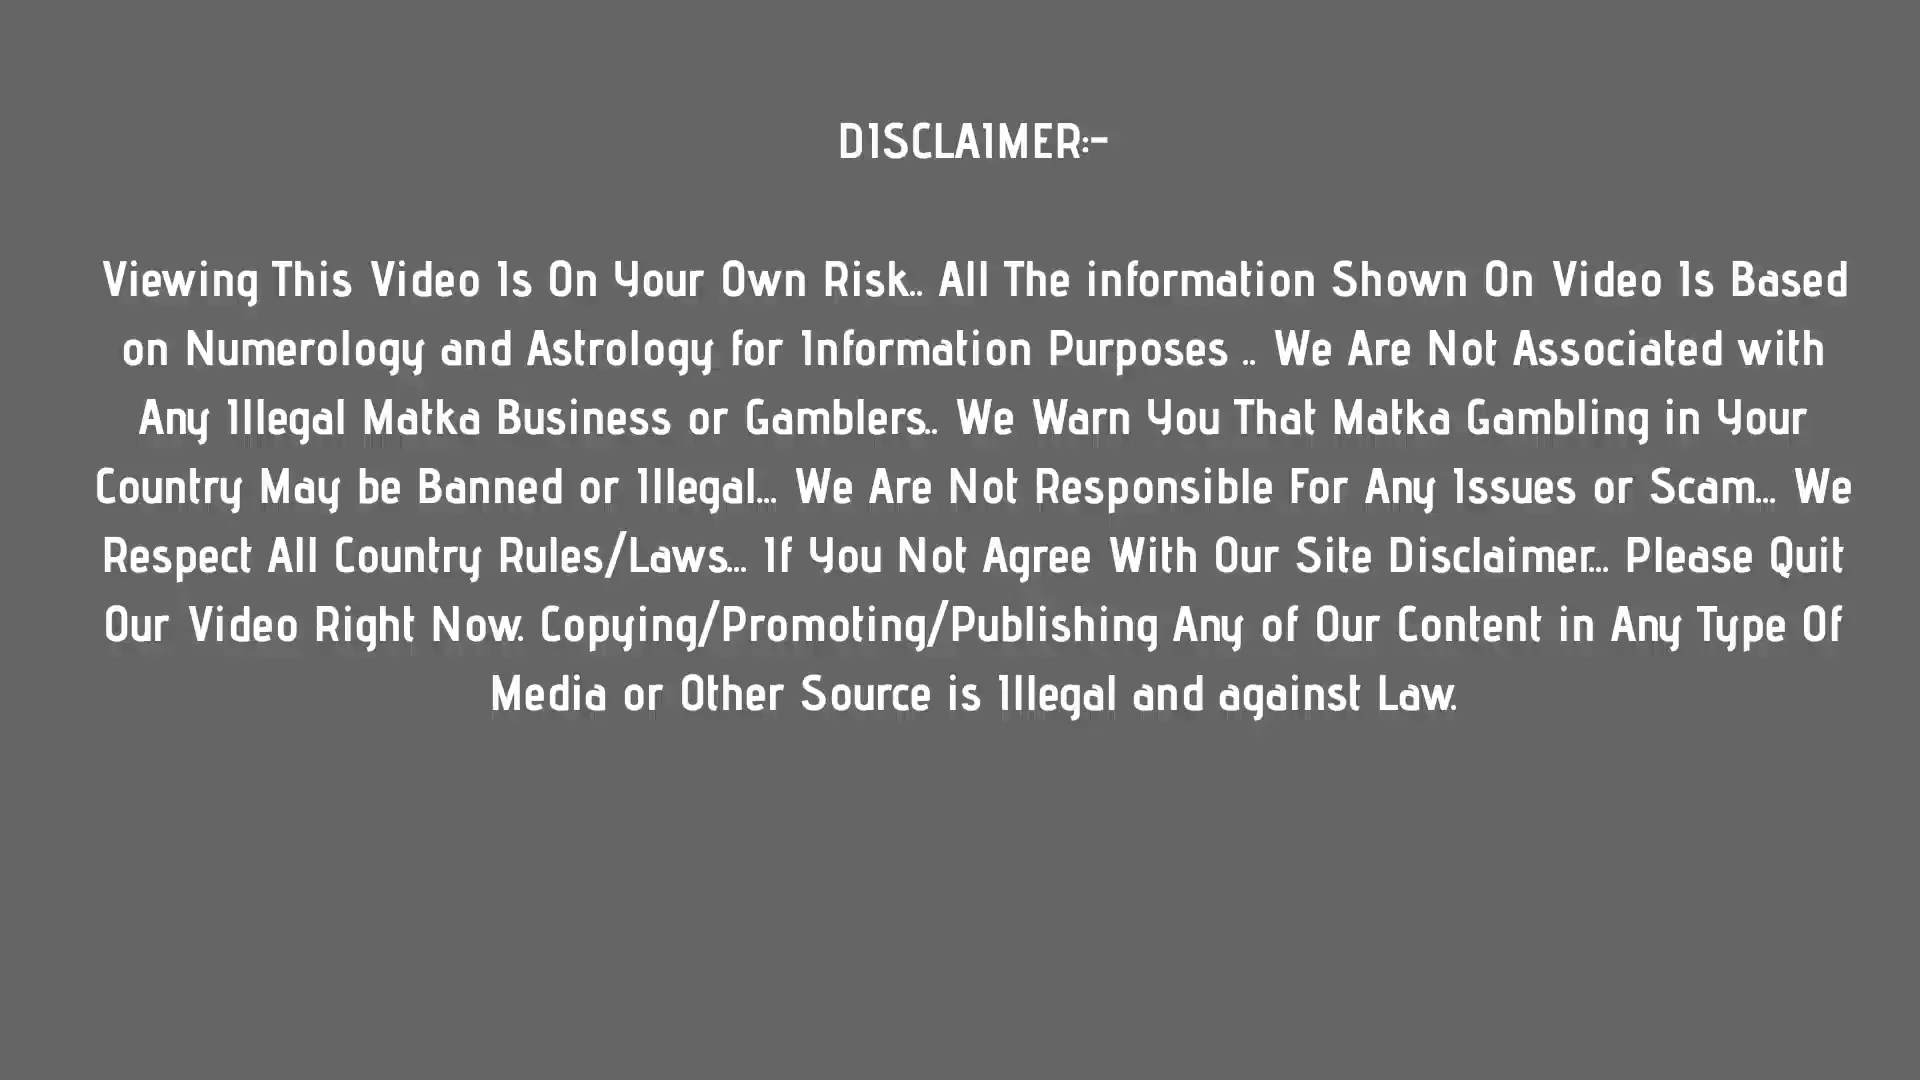 DISCLAIMER:-
Viewing This Video Is On Your Own Risk.. All The information Shown On Video Is Based
on Numerology and Astrology for Information Purposes .. We Are Not Associated with
Any Illegal Matka Business or Gamblers.. We Warn You That Matka Gambling in Your
Country May be Banned or Illegal... We Are Not Responsible For Any Issues or Scam... We
Respect All Country Rules/Laws... If You Not Agree With Our Site Disclaimer... Please Quit
Our Video Right Now. Copying/Promoting/Publishing Any of Our Content in Any Type Of
Media or Other Source is Illegal and against Law.